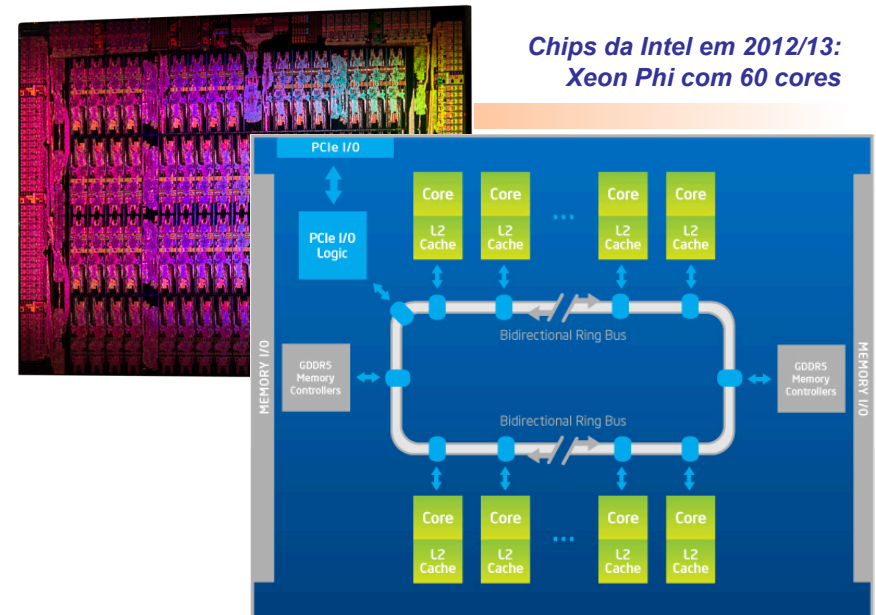 Chips da Intel em 2012/13:
Xeon Phi com 60 cores
PCIe I/O
PCIe I/O
Logic
Core
L2
Cache
Core
L2
Cache
...
Core
L2
Cache
Core
L2
Cache
Bidirectional Ring Bus
MEMORY I/O
GDDR5
Memory
Controllers
GDDR5
Memory
Controllers
MEMORY I/O
Bidirectional Ring Bus
Core
L2
Cache
Core
L2
Cache
...
Core
L2
Cache
Core
L2
Cache